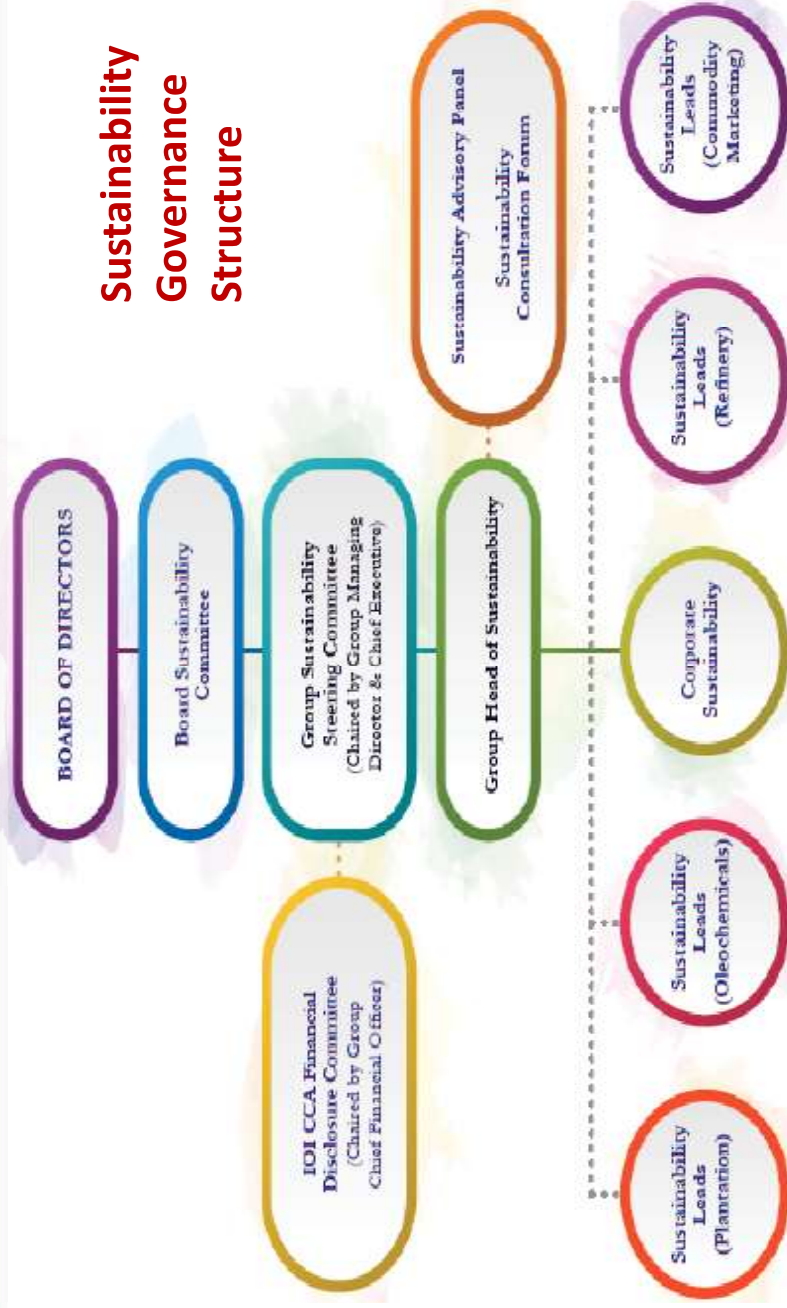 Sustainability
Governance
Structure
BOARD OF DIRECTORS
Board Sustainability
Committee
Group Sustainability
Steering Committee
(Chaired by Group Managing
Director & Chief Executive)
IOI CCA Financial
Disclosure Committee
(Chaired by Group
Chief Financial Officer)
Group Head of Sustainability
Sustainability Advisory Panel
Sustainability
Consultation Forum
Sustainability
Leads
(Plantation)
Sustainability
Leads
(Oleochemicals)
Corporate
Sustainability
Sustainability
Leads
(Refinery)
Sustainability
Leads
(Commodity
Marketing)